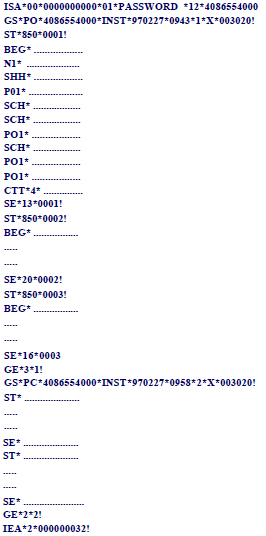 ISA*00*0000000000*01*PASSWORD *12*4086554000
GS*PO*4086554000*INST*970227*0943*1*X*003020!
ST*850*0001!
BEG* ..................
N1* ....................
SHH* ..................
P01* ...................
SCH* ..................
SCH* ..................
PO1* ..................
SCH* ..................
PO1* ..................
PO1* ..................
CTT*4* ...............
SE*13*0001!
ST*850*0002!
BEG* .................
.....
.....
SE*20*0002!
ST*850*0003!
BEG* .................
.....
.....
SE*16*0003
GE*3*1!
GS*PC*4086554000*INST*970227*0958*2*X*003020!
ST* .....................
.....
.....
SE* .....................
ST* .....................
.....
.....
SE* .......................
GE*2*2!
IEA*2*000000032!